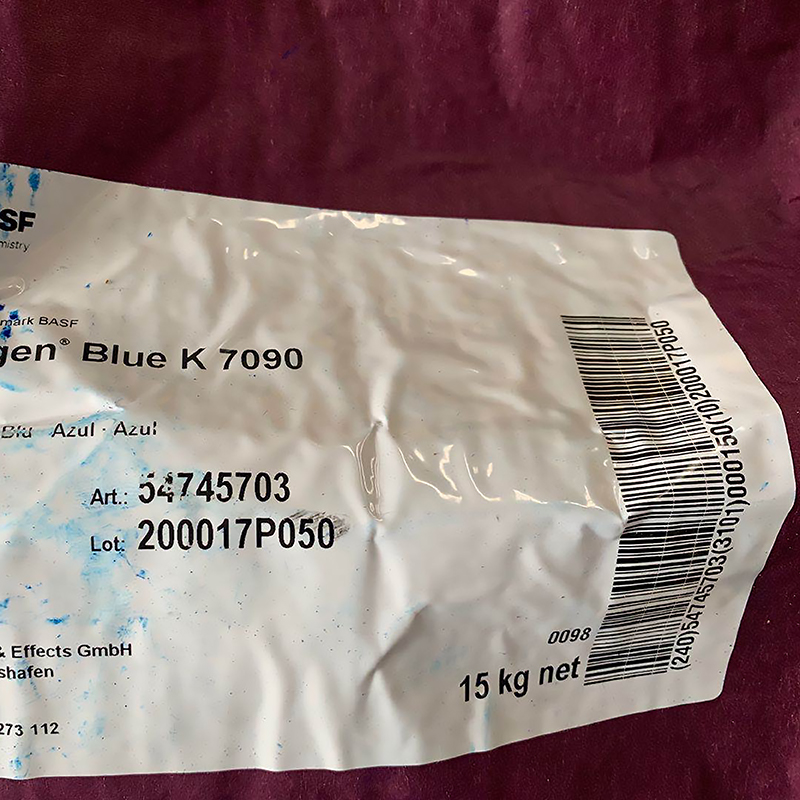 SF
mistry
mark BASF
gen® Blue K 7090
Blu · Azul · Azul
Art.: 54745703
Lot: 200017P050
& Effects GmbH
shafen
273 112
0098
15 kg net
(240)54745703(3101)000150(10)200017P050